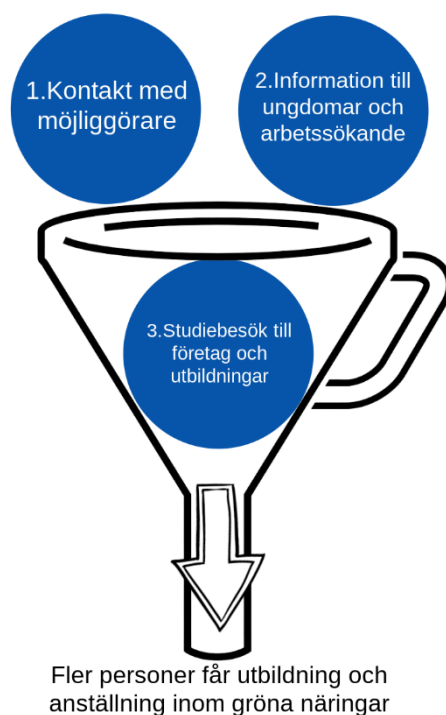 1.Kontakt med
möjliggörare
2.Information till
ungdomar och
arbetssökande
3.Studiebesök till
företag och
utbildningar
Fler personer får utbildning och
anställning inom gröna näringar